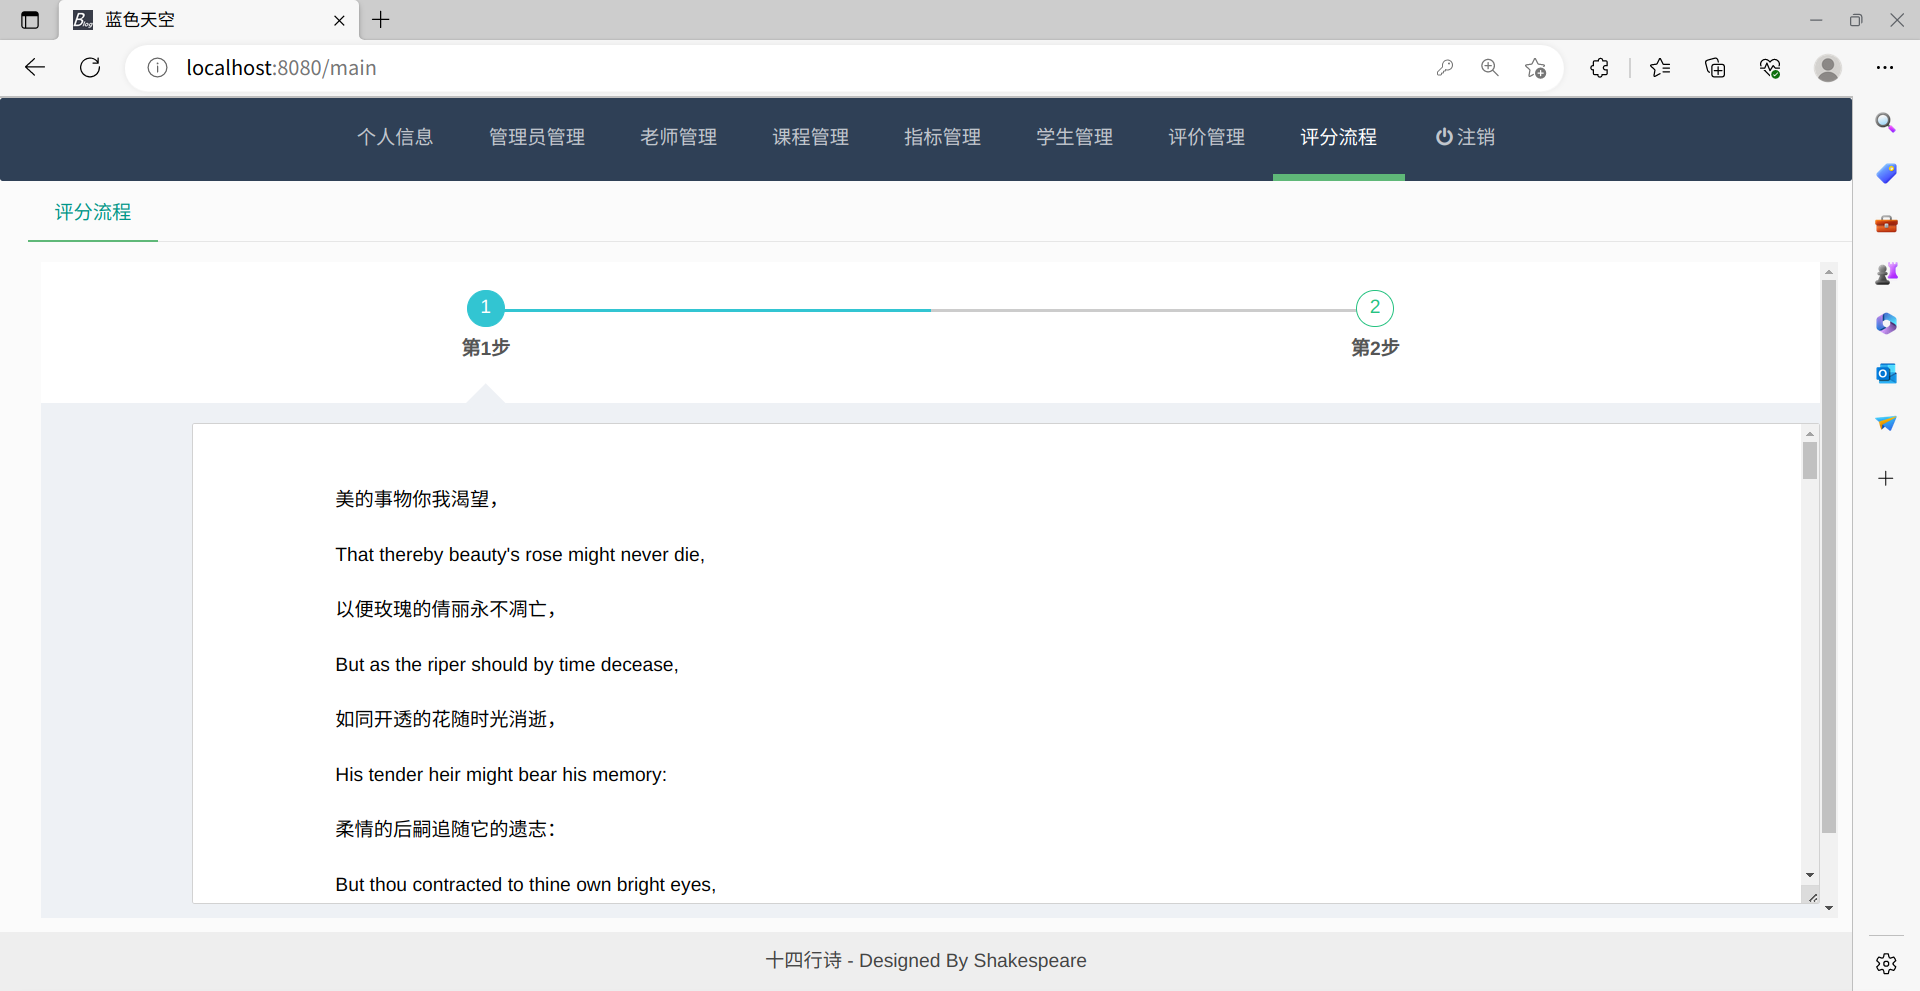 Blog 蓝色天空
localhost:8080/main
个人信息 管理员管理 老师管理 课程管理 指标管理 学生管理 评价管理 评分流程 注销
评分流程
1 2
第1步 第2步
美的事物你我渴望，
That thereby beauty's rose might never die,
以便玫瑰的倩丽永不凋亡，
But as the riper should by time decease,
如同开透的花随时光消逝，
His tender heir might bear his memory:
柔情的后嗣追随它的遗志：
But thou contracted to thine own bright eyes,
十四行诗 - Designed By Shakespeare